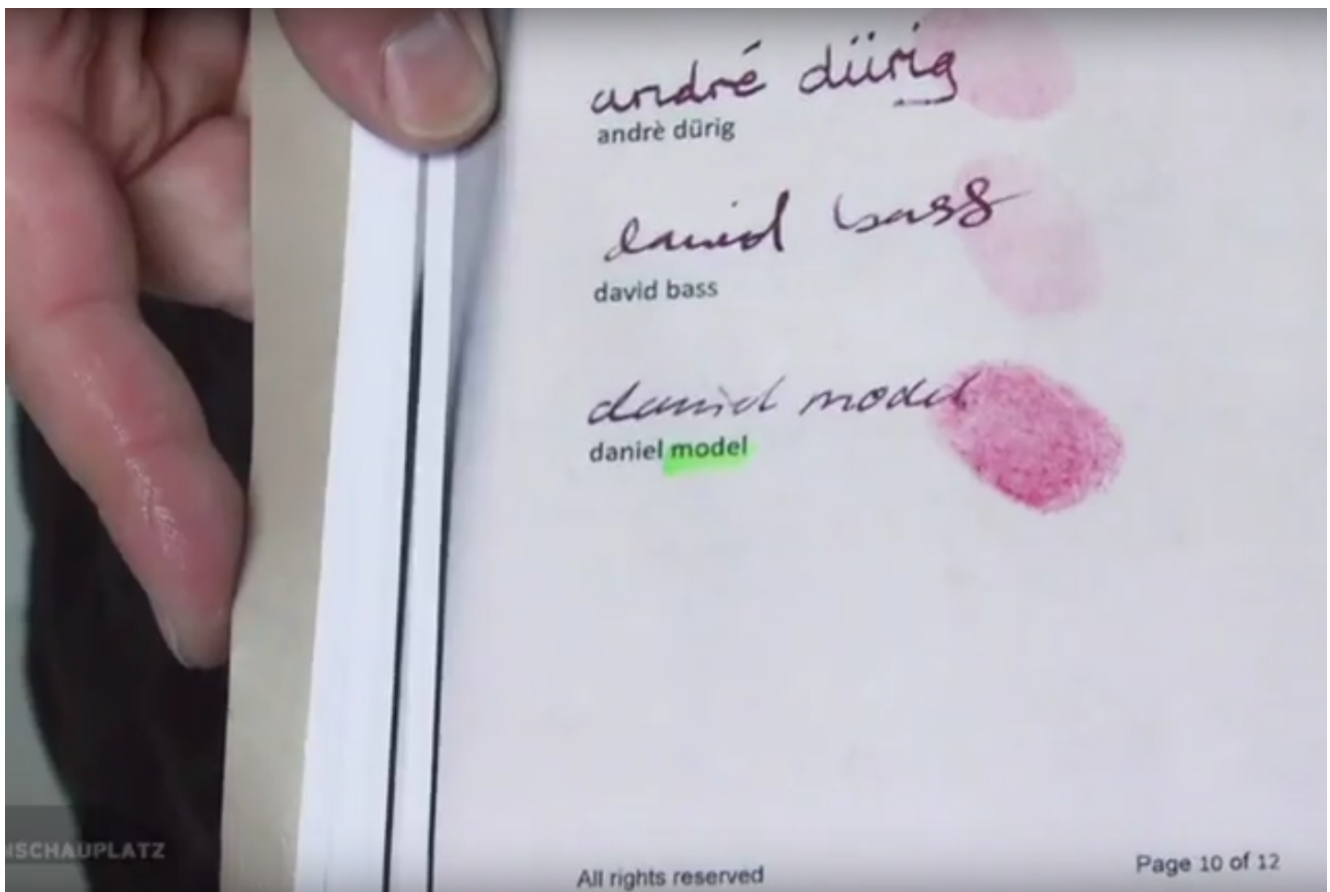 andré dürig
andrè dürig
david bass
david bass
daniel model
daniel model
NSCHAUPLATZ
All rights reserved
Page 10 of 12